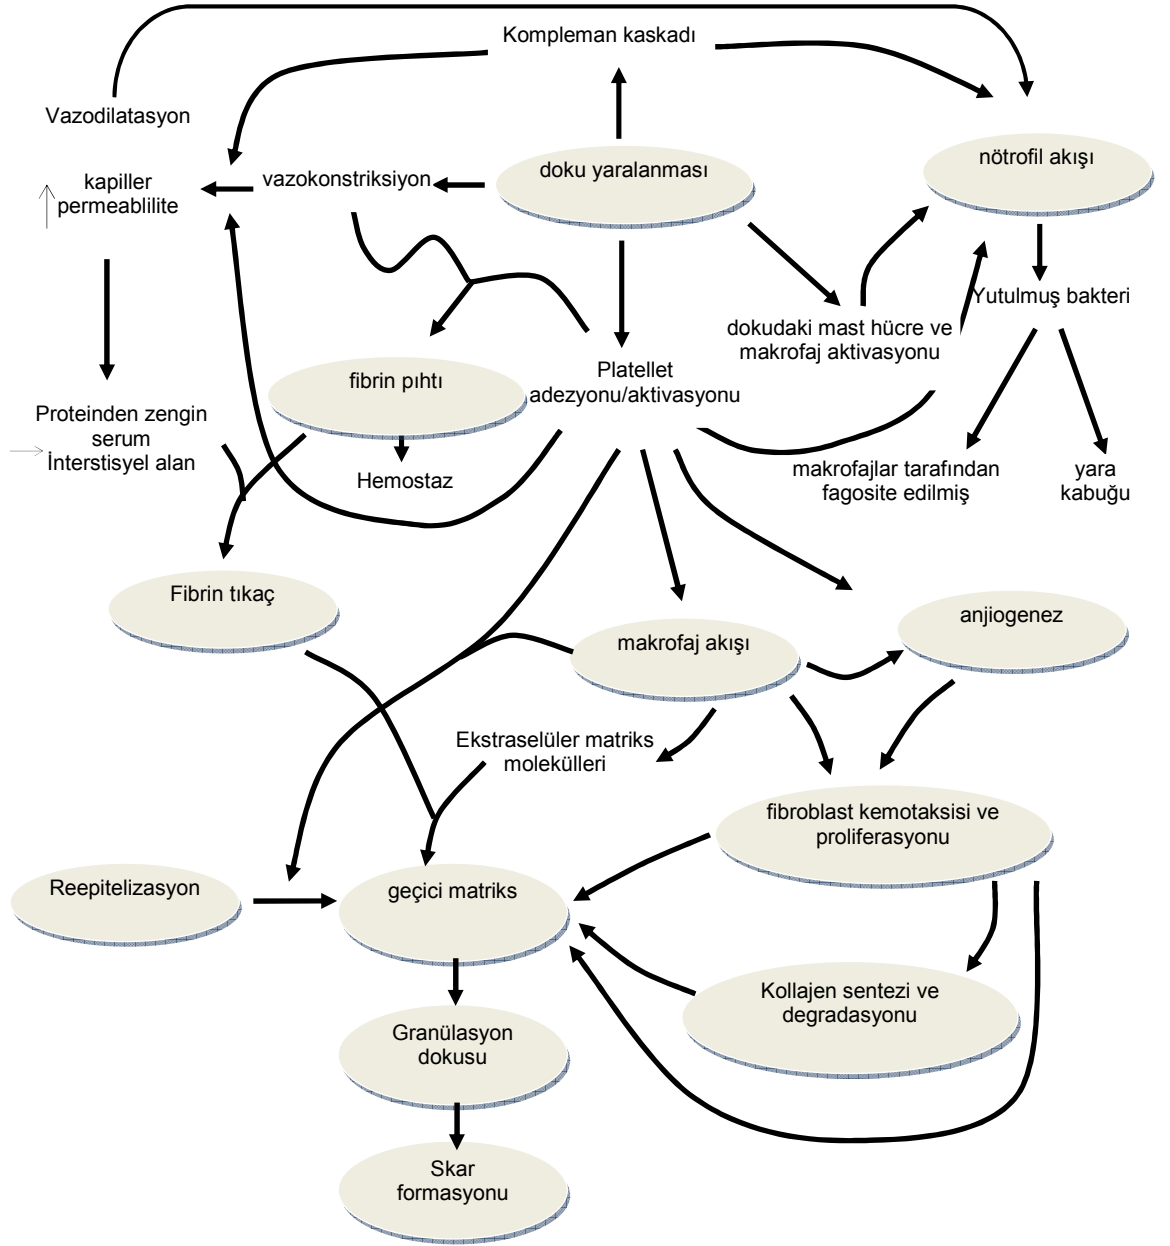 Kompleman kaskadı
Vazodilatasyon
kapiller
permeablilite
vazokonstriksiyon
doku yaralanması
nötrofil akışı
Yutulmuş bakteri
dokudaki mast hücre ve
makrofaj aktivasyonu
fibrin pıhtı
Platellet
adezyonu/aktivasyonu
Proteinden zengin
serum
İnterstisyel alan
Hemostaz
makrofajlar tarafından
fagosite edilmiş
yara
kabuğu
Fibrin tıkaç
makrofaj akışı
anjiogenez
Ekstraselüler matriks
molekülleri
fibroblast kemotaksisi ve
proliferasyonu
Reepitelizasyon
geçici matriks
Kollajen sentezi ve
degradasyonu
Granülasyon
dokusu
Skar
formasyonu